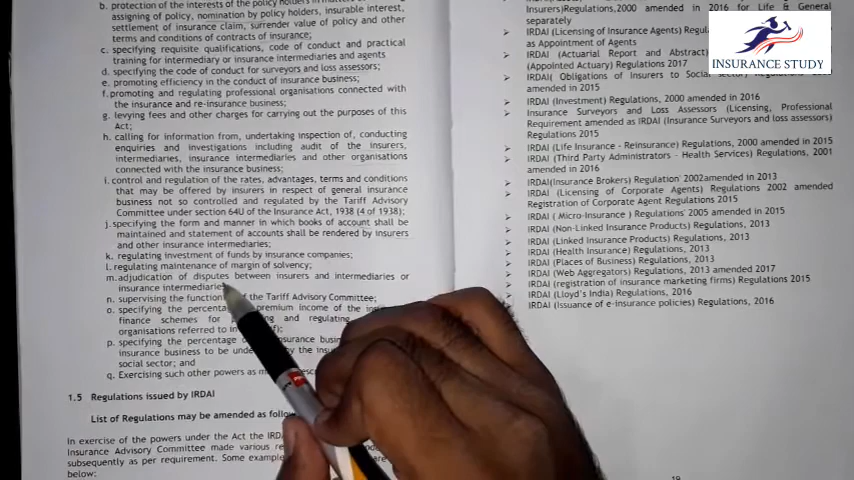 b. protection of the interests of the policy holders in matters
assigning of policy, nomination by policy holders, insurable interest,
settlement of insurance claim, surrender value of policy and other
terms and conditions of contracts of insurance;
c. specifying requisite qualifications, code of conduct and practical
training for intermediary or insurance intermediaries and agents
d. specifying the code of conduct for surveyors and loss assessors;
e. promoting efficiency in the conduct of insurance business;
f. promoting and regulating professional organisations connected with
the insurance and re-insurance business;
g. levying fees and other charges for carrying out the purposes of this
Act;
h. calling for information from, undertaking inspection of, conducting
enquiries and investigations including audit of the insurers,
intermediaries, insurance intermediaries and other organisations
connected with the insurance business;
i. control and regulation of the rates, advantages, terms and conditions
that may be offered by insurers in respect of general insurance
business not so controlled and regulated by the Tariff Advisory
Committee under section 64U of the Insurance Act, 1938 (4 of 1938);
j. specifying the form and manner in which books of account shall be
maintained and statement of accounts shall be rendered by insurers
and other insurance intermediaries;
k. regulating investment of funds by insurance companies;
l. regulating maintenance of margin of solvency;
m. adjudication of disputes between insurers and intermediaries or
insurance intermediaries
n. supervising the function of the Tariff Advisory Committee;
o. specifying the percenta premium income of the
finance schemes for and regulating
organisations referred to in f);
p. specifying the percentage insurance
insurance business to be by the
social sector; and
q. Exercising such other powers as
1.5 Regulations issued by IRDAI
List of Regulations may be amended as
In exercise of the powers under the Act the
Insurance Advisory Committee made various
subsequently as per requirement. Some
below:
Insurers)Regulations,2000 amended in 2016 for Life & General
separately
IRDAI (Licensing of Insurance Agents)
as Appointment of Agents
IRDAI (Actuarial Report and Abstract)
(Appointed Actuary) Regulations 2017
IRDAI( Obligations of Insurers to Social
amended in 2015
IRDAI (Investment) Regulations, 2000 amended in 2016
Insurance Surveyors and Loss Assessors (Licensing, Professional
Requirement amended as IRDAI (Insurance Surveyors and loss assessors)
Regulations 2015
IRDAI (Life Insurance - Reinsurance) Regulations, 2000 amended in 2015
IRDAI (Third Party Administrators - Health Services) Regulations, 2001
amended in 2016
IRDAI(Insurance Brokers) Regulation 2002amended in 2013
IRDAI (Licensing of Corporate Agents) Regulations 2002 amended
Registration of Corporate Agent Regulations 2015
IRDAI ( Micro-Insurance ) Regulations 2005 amended in 2015
IRDAI (Non-Linked Insurance Products) Regulations, 2013
IRDAI (Linked Insurance Products) Regulations, 2013
IRDAI (Health Insurance) Regulations, 2013
IRDAI (Places of Business) Regulations, 2013
IRDAI (Web Aggregators) Regulations, 2013 amended 2017
IRDAI (registration of insurance marketing firms) Regulations 2015
IRDAI (Lloyd's India) Regulations, 2016
IRDAI (Issuance of e-insurance policies) Regulations, 2016
19
INSURANCE STUDY